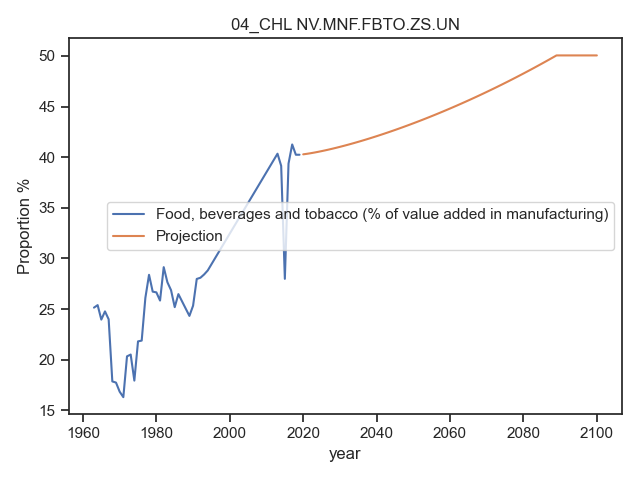 04_CHL NV.MNF.FBTO.ZS.UN
Proportion %
50
45
40
35
30
25
20
15
Food, beverages and tobacco (% of value added in manufacturing)
Projection
1960 1980 2000 2020 2040 2060 2080 2100
year